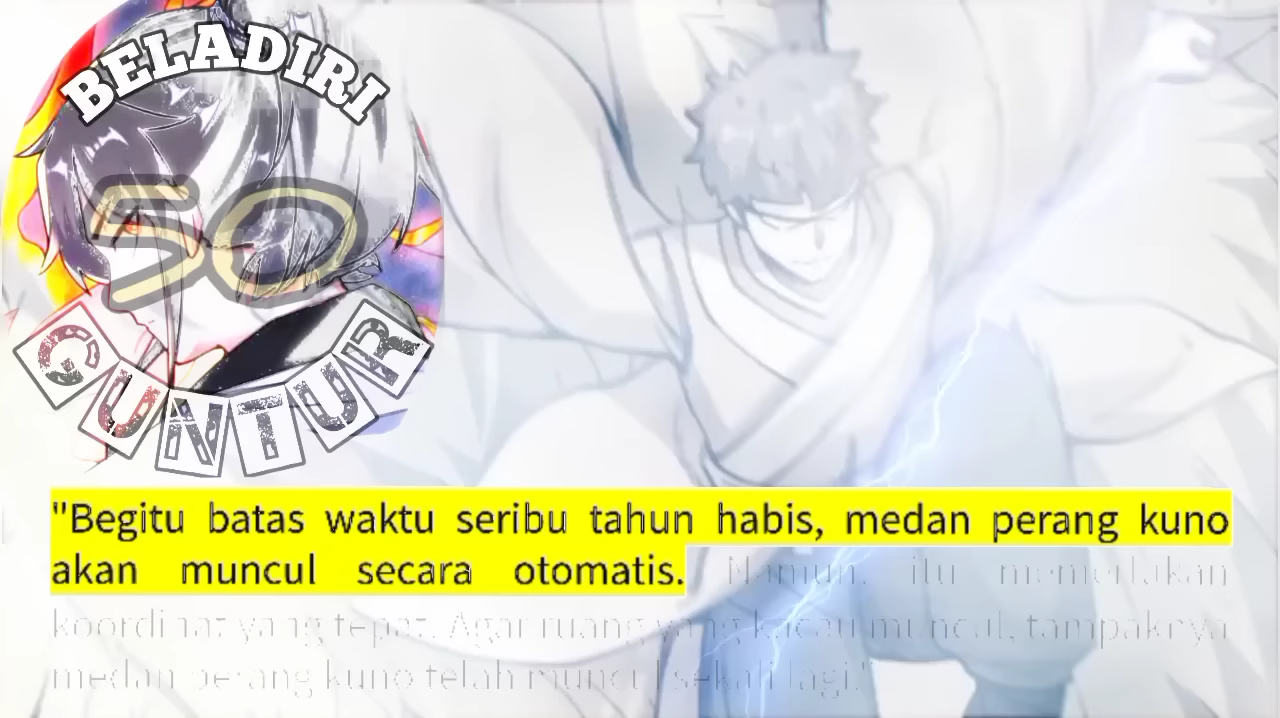 BELADIRI
50
GUNTUR
"Begitu batas waktu seribu tahun habis, medan perang kuno
akan muncul secara otomatis. Namun, itu memerlukan
koordinat yang tepat. Agar ruang yang kacau muncul, tampaknya
medan perang kuno telah muncul sekali lagi."